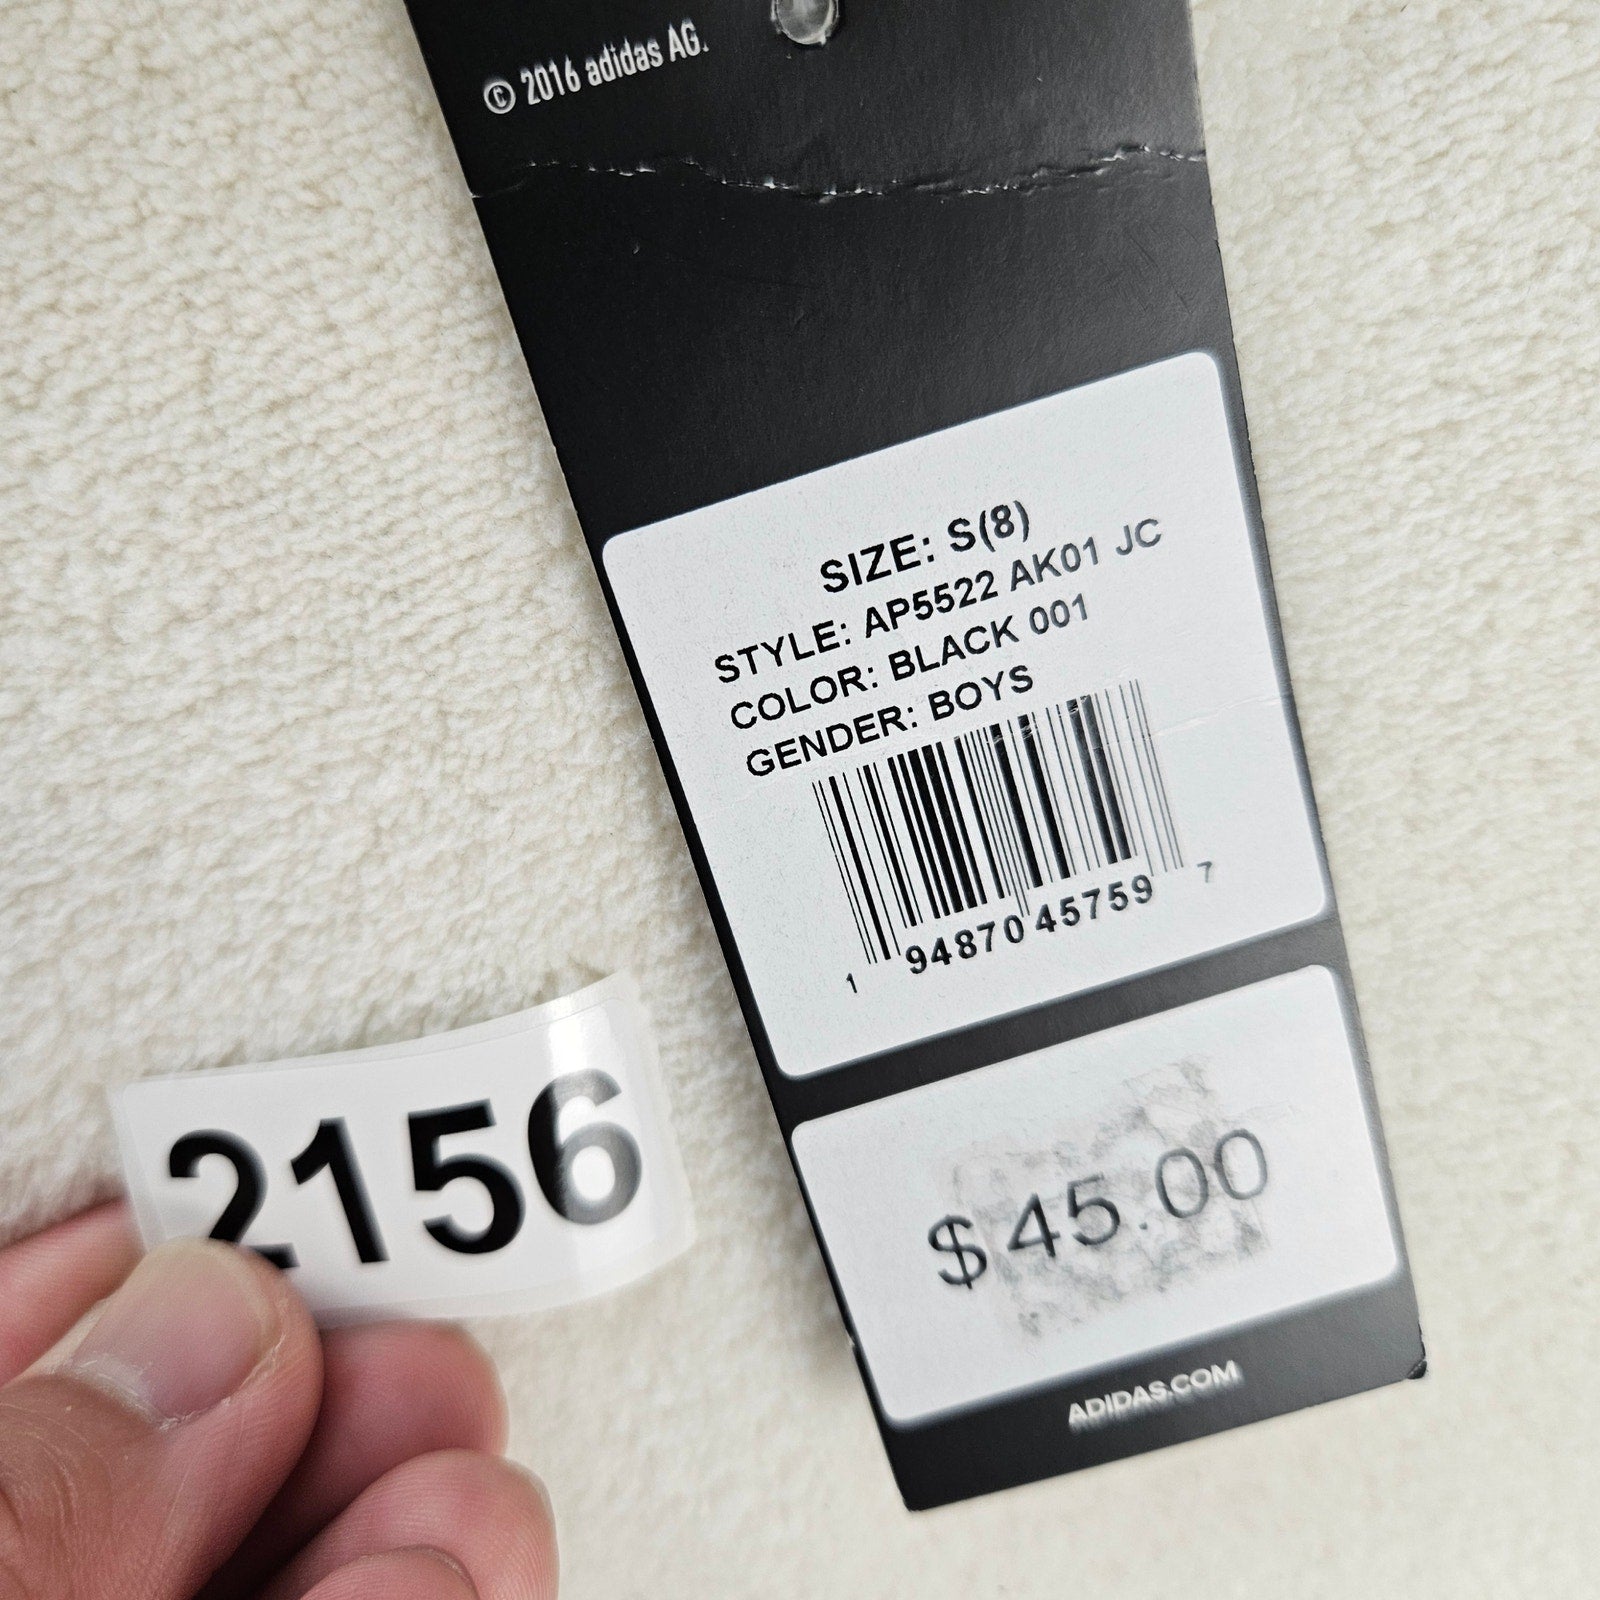 © 2016 adidas AG.
SIZE: S(8)
STYLE: AP5522 AK01 JC
COLOR: BLACK 001
GENDER: BOYS
1 94870 45759 7
2156
$45.00
ADIDAS.COM